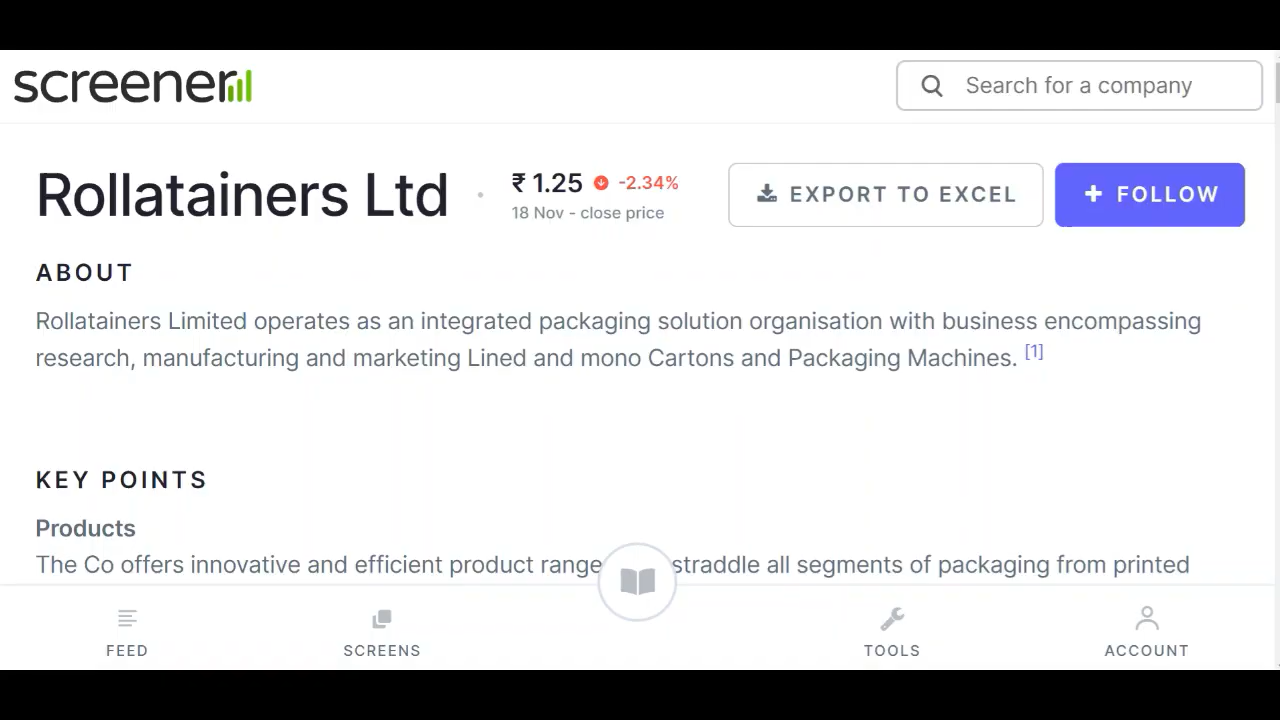 screener
Search for a company
Rollatainers Ltd
₹ 1.25 -2.34%
18 Nov - close price
EXPORT TO EXCEL
FOLLOW
ABOUT
Rollatainers Limited operates as an integrated packaging solution organisation with business encompassing
research, manufacturing and marketing Lined and mono Cartons and Packaging Machines. [1]
KEY POINTS
Products
The Co offers innovative and efficient product range straddle all segments of packaging from printed
FEED
SCREENS
TOOLS
ACCOUNT